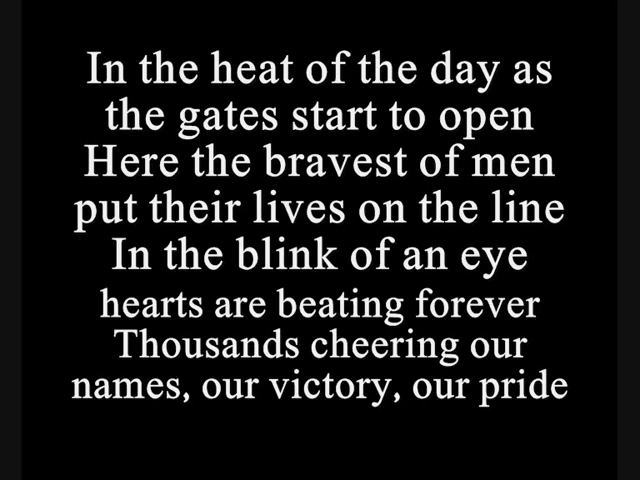 In the heat of the day as
the gates start to open
Here the bravest of men
put their lives on the line
In the blink of an eye
hearts are beating forever
Thousands cheering our
names, our victory, our pride